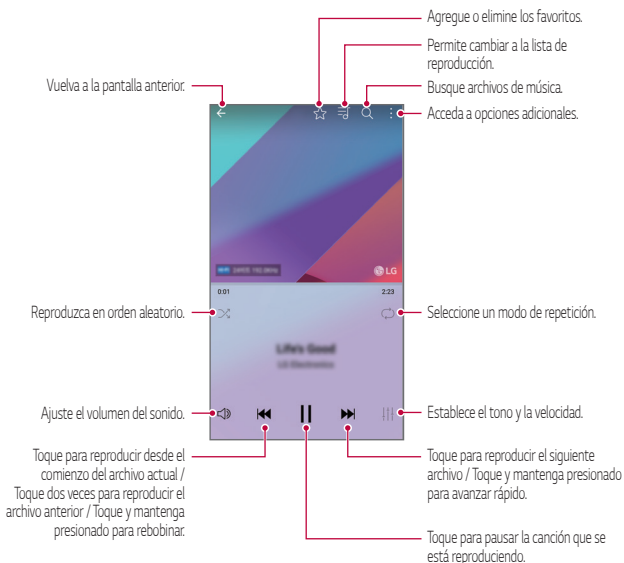 Agregue o elimine los favoritos.
Permite cambiar a la lista de
reproducción.
Vuelva a la pantalla anterior.
Busque archivos de música.
Acceda a opciones adicionales.
LG
0:01
2:23
Reproduzca en orden aleatorio.
Seleccione un modo de repetición.
Life's Good
LG Electronics
Ajuste el volumen del sonido.
Establece el tono y la velocidad.
Toque para reproducir desde el
comienzo del archivo actual /
Toque dos veces para reproducir el
archivo anterior / Toque y mantenga
presionado para rebobinar.
Toque para reproducir el siguiente
archivo / Toque y mantenga presionado
para avanzar rápido.
Toque para pausar la canción que se
está reproduciendo.